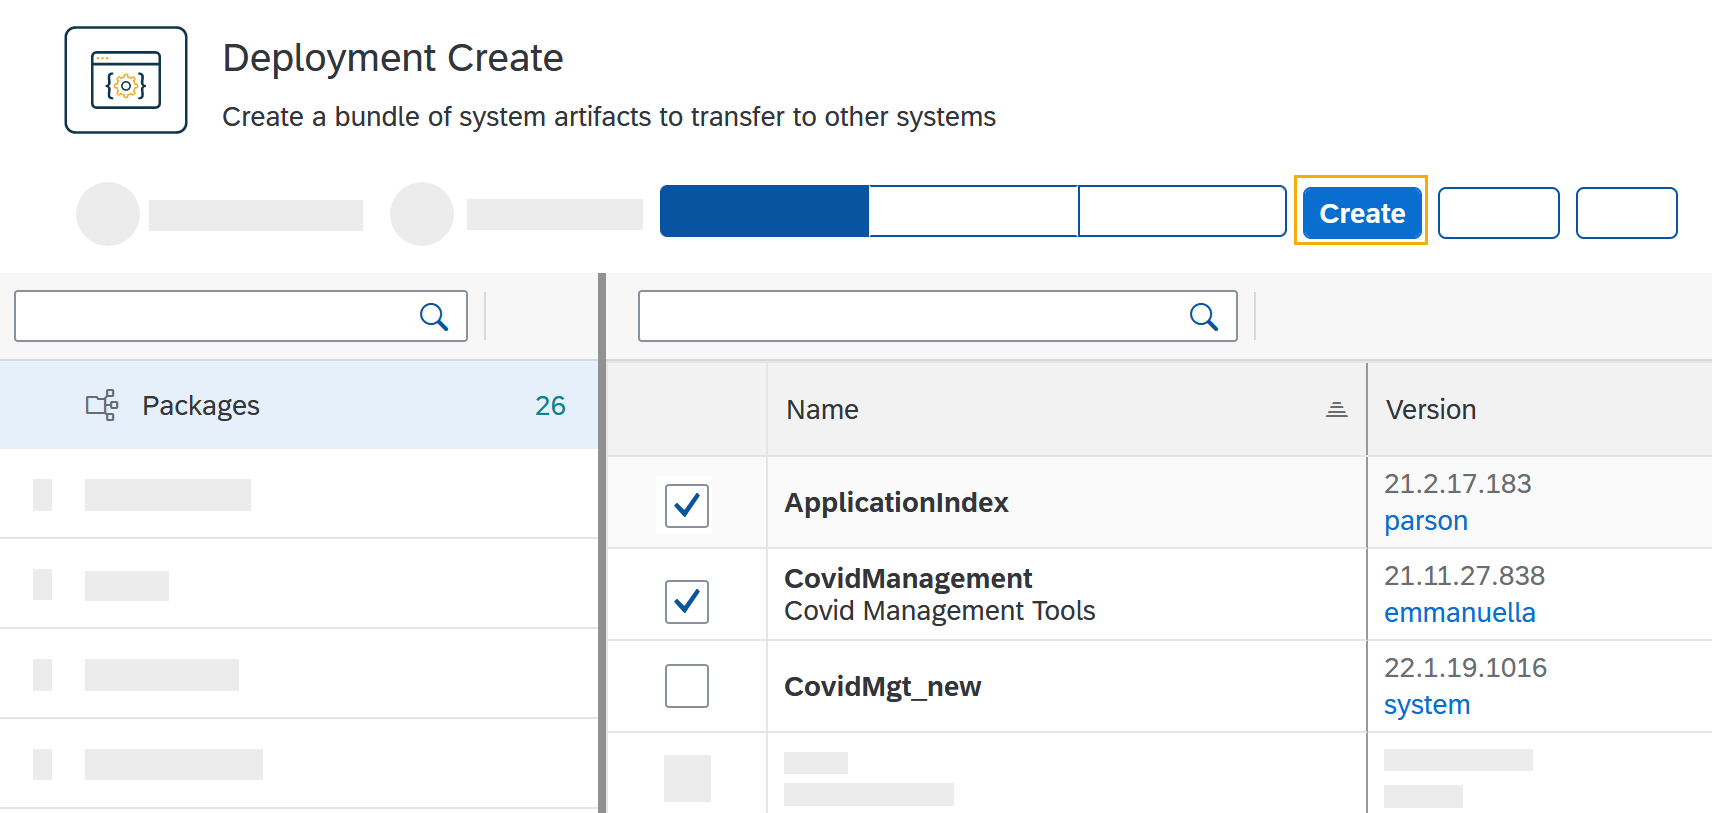 Deployment Create
Create a bundle of system artifacts to transfer to other systems
Create
Packages 26
Name Version
ApplicationIndex 21.2.17.183
parson
CovidManagement 21.11.27.838
Covid Management Tools emmanuella
CovidMgt_new 22.1.19.1016
system